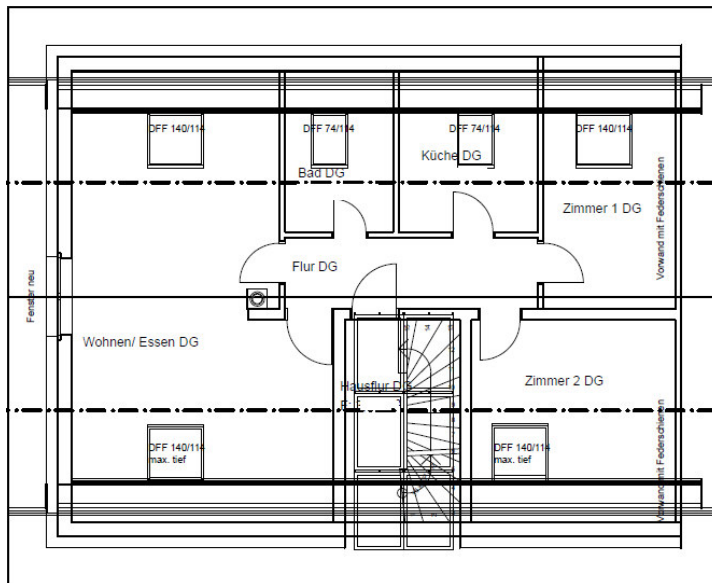 DFF 140/114
DFF 74/114
DFF 74/114
DFF 140/114
Küche DG
Bad DG
Zimmer 1 DG
Vorwand mit Federschienen
Flur DG
Fenster neu
Wohnen/ Essen DG
Hausflur DG
Zimmer 2 DG
DFF 140/114
max. tief
DFF 140/114
max. tief
Vorwand mit Federschienen